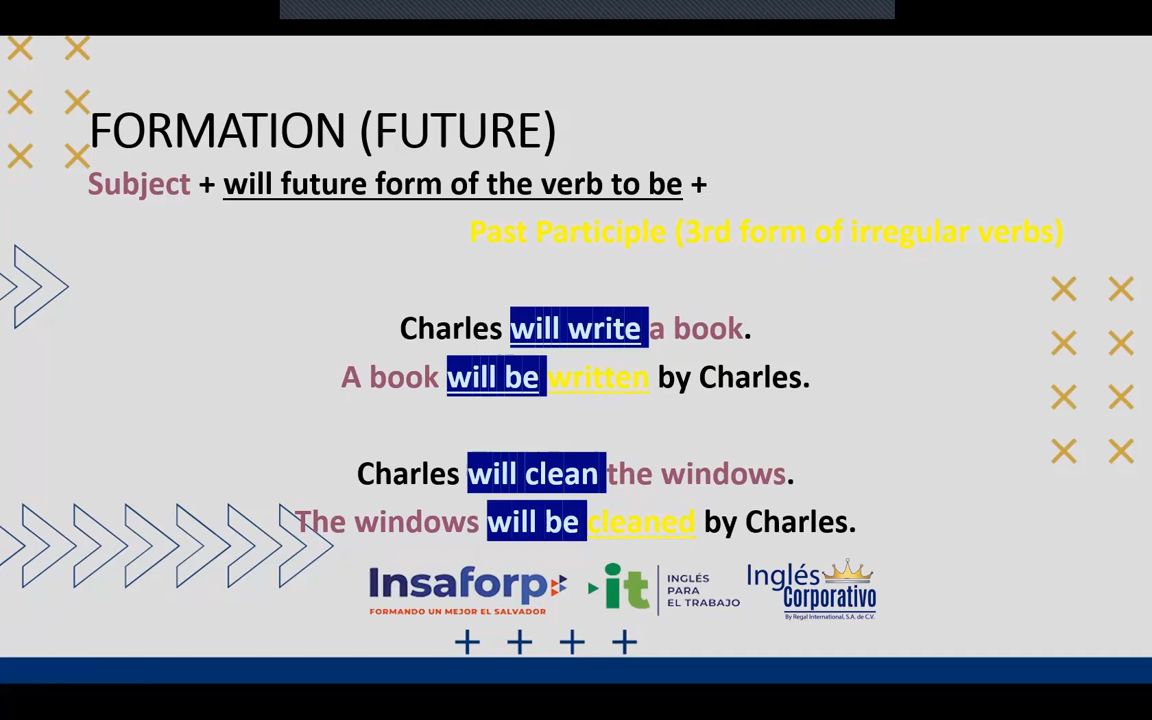 FORMATION (FUTURE)
Subject + will future form of the verb to be +
Past Participle (3rd form of irregular verbs)
Charles will write a book.
A book will be written by Charles.
Charles will clean the windows.
The windows will be cleaned by Charles.
Insaforp
FORMANDO UN MEJOR EL SALVADOR
it
INGLÉS
PARA
EL TRABAJO
Inglés
Corporativo
By Regal International, S.A. de C.V.